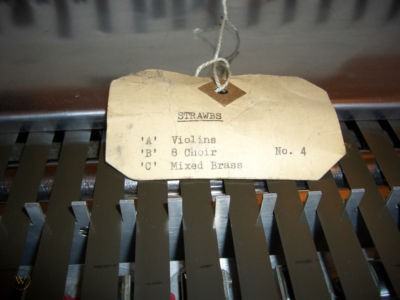 STRAWBS
'A' Violins
'B' 8 Choir No. 4
'C' Mixed Brass